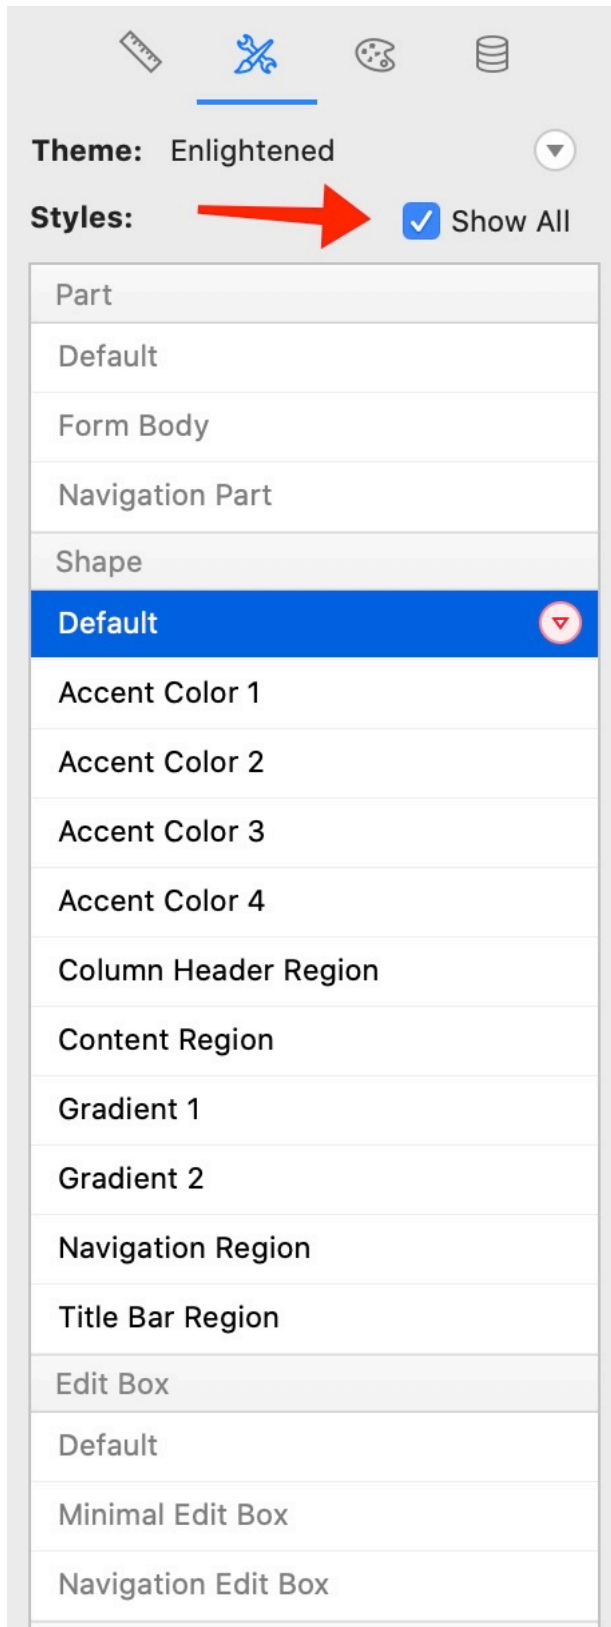 Theme: Enlightened
Styles: Show All
Part
Default
Form Body
Navigation Part
Shape
Default
Accent Color 1
Accent Color 2
Accent Color 3
Accent Color 4
Column Header Region
Content Region
Gradient 1
Gradient 2
Navigation Region
Title Bar Region
Edit Box
Default
Minimal Edit Box
Navigation Edit Box